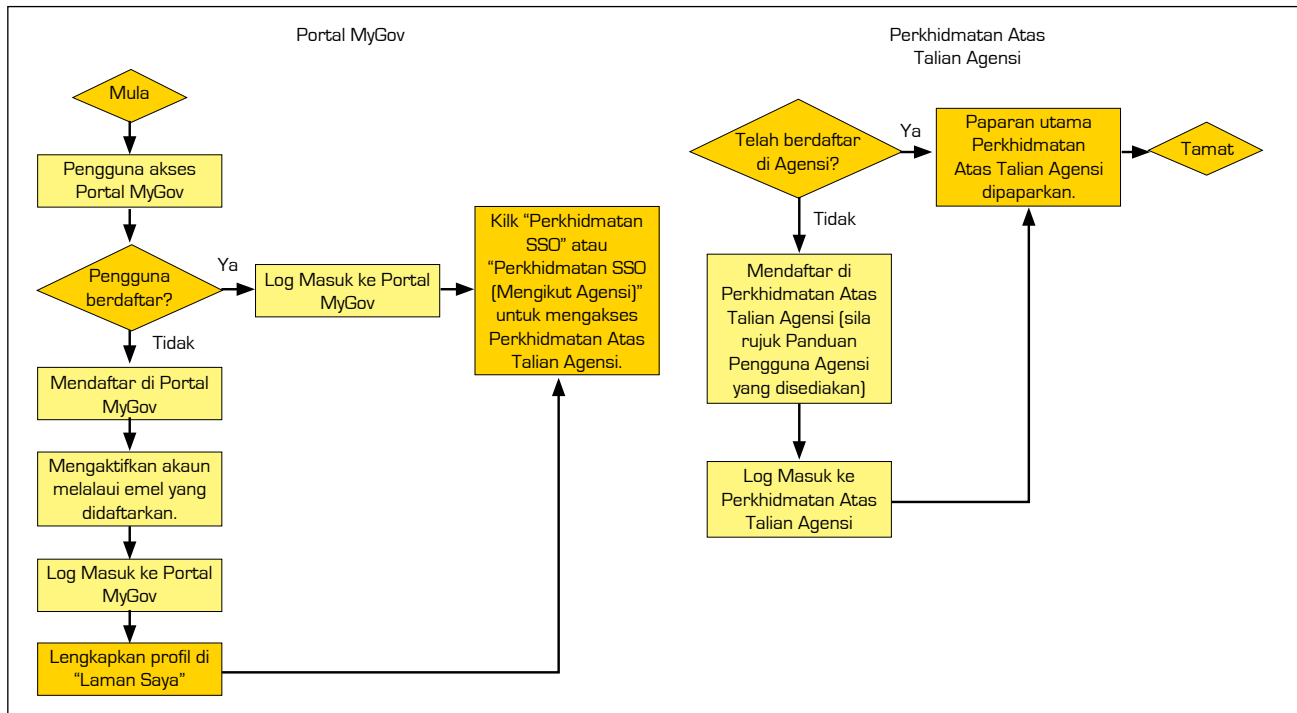 Portal MyGov
Mula
Pengguna akses
Portal MyGov
Pengguna
berdaftar?
Ya
Log Masuk ke Portal
MyGov
Kilk “Perkhidmatan
SSO” atau
“Perkhidmatan SSO
(Mengikut Agensi)”
untuk mengakses
Perkhidmatan Atas
Talian Agensi.
Tidak
Mendaftar di Portal
MyGov
Mengaktifkan akaun
melalaui emel yang
didaftarkan.
Log Masuk ke Portal
MyGov
Lengkapkan profil di
“Laman Saya”
Perkhidmatan Atas
Talian Agensi
Telah berdaftar
di Agensi?
Ya
Paparan utama
Perkhidmatan
Atas Talian Agensi
dipaparkan.
Tamat
Tidak
Mendaftar di
Perkhidmatan Atas
Talian Agensi (sila
rujuk Panduan
Pengguna Agensi
yang disediakan)
Log Masuk ke
Perkhidmatan Atas
Talian Agensi